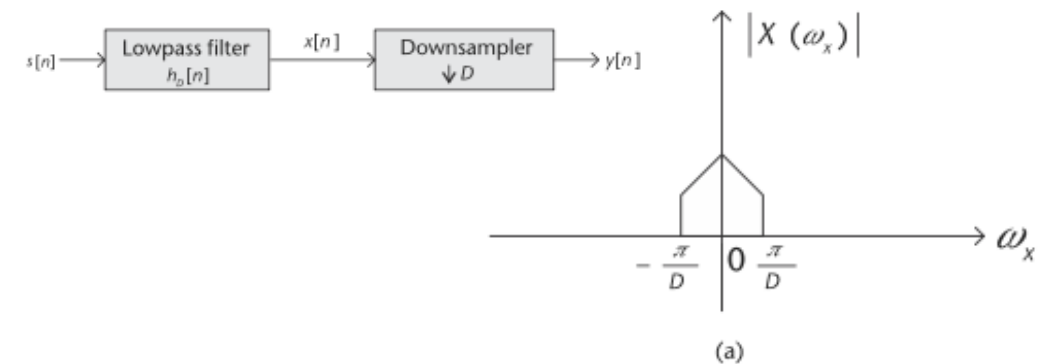 s[n]
Lowpass filter
h_D[n]
x[n]
Downsampler
↓ D
y[n]
|X (ω_x)|
- π/D
0
π/D
ω_x
(a)